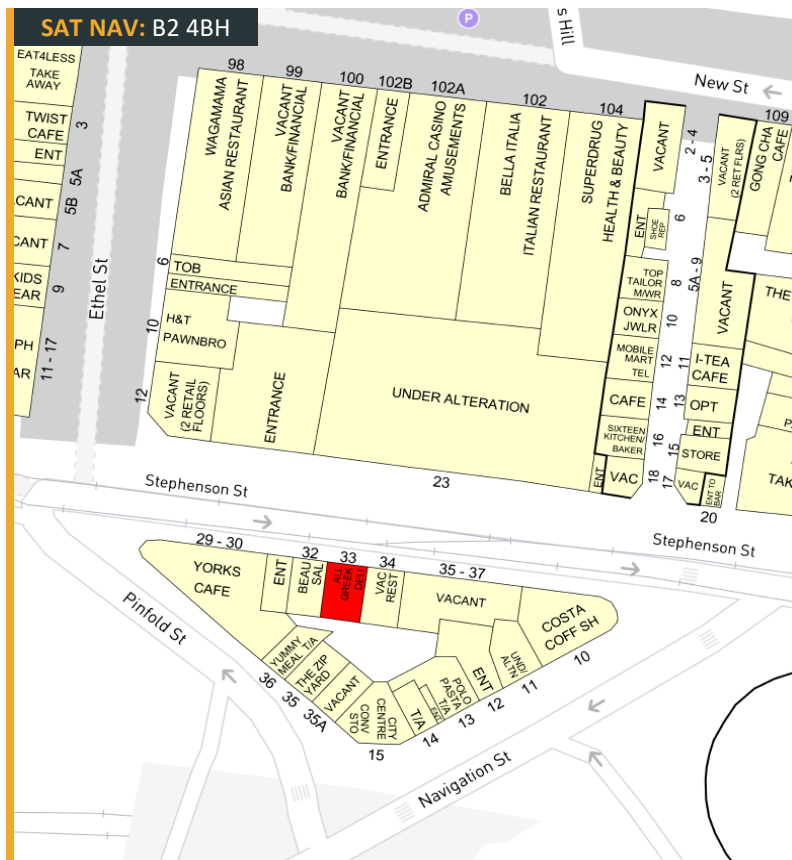 SAT NAV: B2 4BH
P
s Hill
New St
EAT4LESS
TAKE
AWAY
TWIST
CAFE
ENT
3
5A
CANT
5B
CANT
7
KIDS
EAR
9
PH
AR
11 - 17
Ethel St
98
99
100
102B
102A
102
104
109
WAGAMAMA
ASIAN RESTAURANT
VACANT
BANK/FINANCIAL
VACANT
BANK/FINANCIAL
ENTRANCE
ADMIRAL CASINO
AMUSEMENTS
BELLA ITALIA
ITALIAN RESTAURANT
SUPERDRUG
HEALTH & BEAUTY
VACANT
2 - 4
3 - 5
VACANT
(2 RET FLRS)
GONG CHA
CAFE
ENT
SHOE
REP
6
6
TOB
ENTRANCE
TOP
TAILOR
M/WR
8
5A - 9
VACANT
THE
10
H&T
PAWNBRO
ONYX
JWLR
10
MOBILE
MART
TEL
12
11
I-TEA
CAFE
12
VACANT
(2 RETAIL
FLOORS)
ENTRANCE
UNDER ALTERATION
CAFE
14
13
OPT
SIXTEEN
KITCHEN/
BAKER
16
15
ENT
STORE
ENT
VAC
18
17
VAC
ENT TO
BAR
TAK
23
20
Stephenson St
Stephenson St
29 - 30
32
33
34
35 - 37
YORKS
CAFE
ENT
BEAU
SAL
ALL
GREEK
DELI
VAC
REST
VACANT
COSTA
COFF SH
10
Pinfold St
YUMMY
MEAL T/A
36
THE ZIP
YARD
35
VACANT
35A
CITY
CENTRE
CONV
STO
15
T/A
ENT
14
POLO
PASTA
T/A
13
ENT
12
UND/
ALTN
11
Navigation St